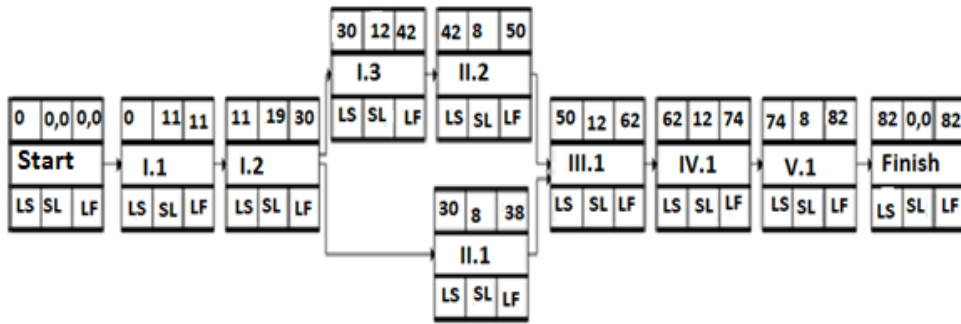 30 12 42
I.3
LS SL LF
42 8 50
II.2
LS SL LF
0 0,0 0,0
Start
LS SL LF
0 11 11
I.1
LS SL LF
11 19 30
I.2
LS SL LF
30 8 38
II.1
LS SL LF
50 12 62
III.1
LS SL LF
62 12 74
IV.1
LS SL LF
74 8 82
V.1
LS SL LF
82 0,0 82
Finish
LS SL LF